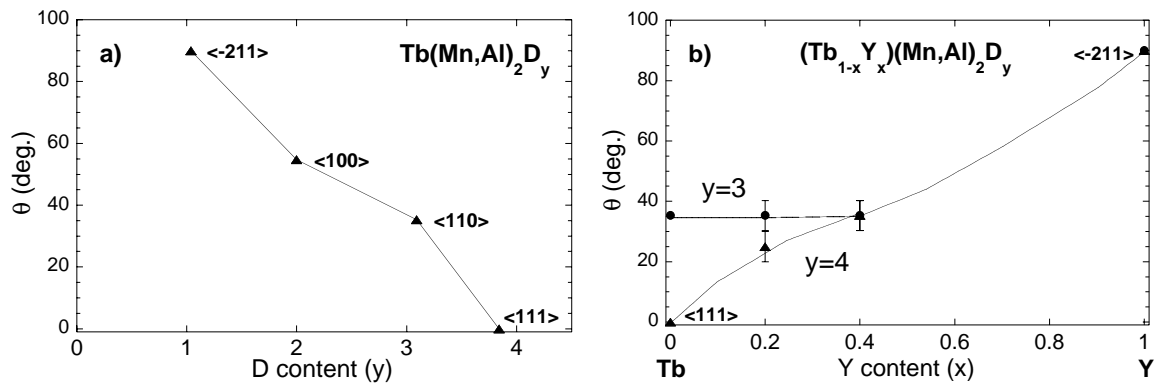 a) Tb(Mn,Al)2Dy
100
80
60
40
20
0
θ (deg.)
<-211>
<100>
<110>
<111>
0 1 2 3 4
D content (y)
b) (Tb1-xYx)(Mn,Al)2Dy
100
80
60
40
20
0
θ (deg.)
<-211>
y=3
y=4
<111>
0 0.2 0.4 0.6 0.8 1
Tb Y content (x) Y